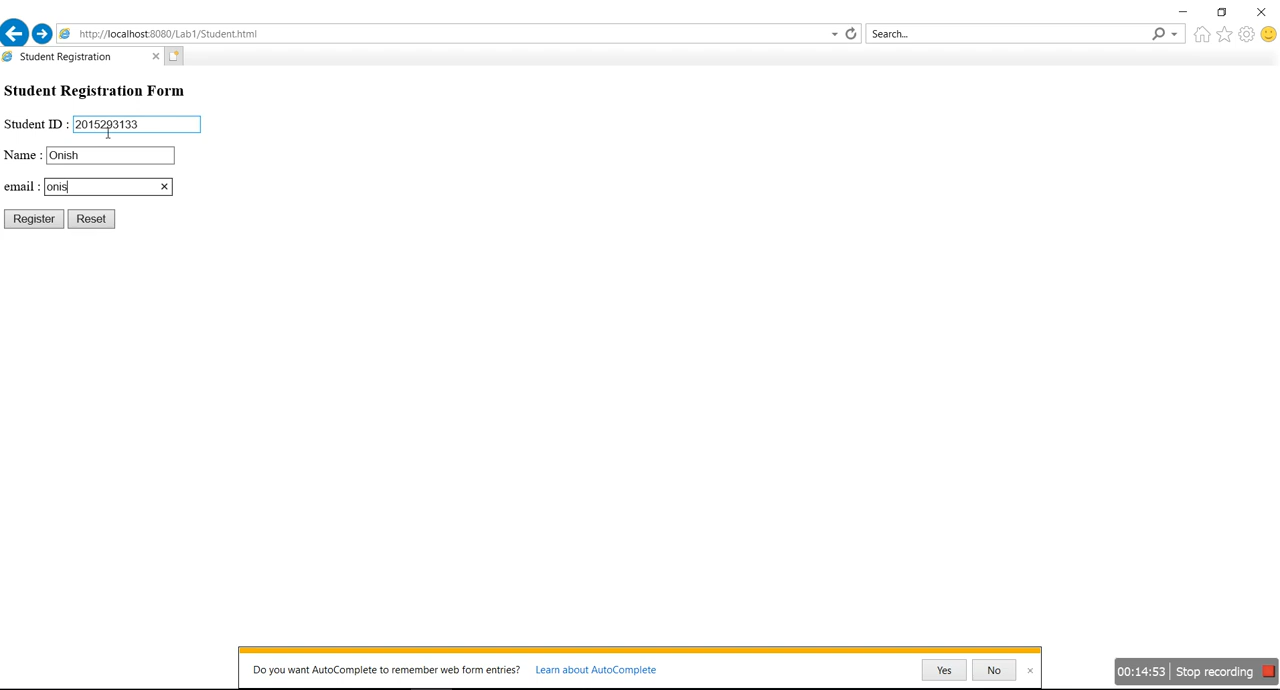 http://localhost:8080/Lab1/Student.html
Search...
Student Registration
Student Registration Form
Student ID : 2015293133
Name : Onish
email : onis
Register Reset
Do you want AutoComplete to remember web form entries? Learn about AutoComplete Yes No
00:14:53 Stop recording